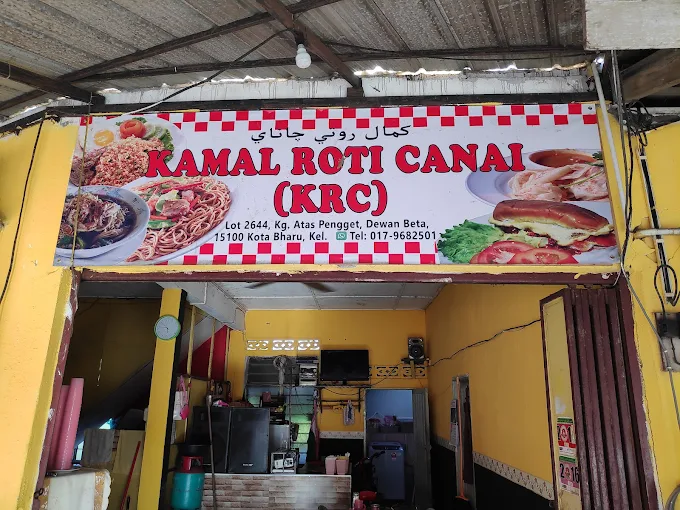 كمال روتي چاناي
KAMAL ROTI CANAI
(KRC)
Lot 2644, Kg. Atas Pengget, Dewan Beta,
15100 Kota Bharu, Kel. Tel: 017-9682501